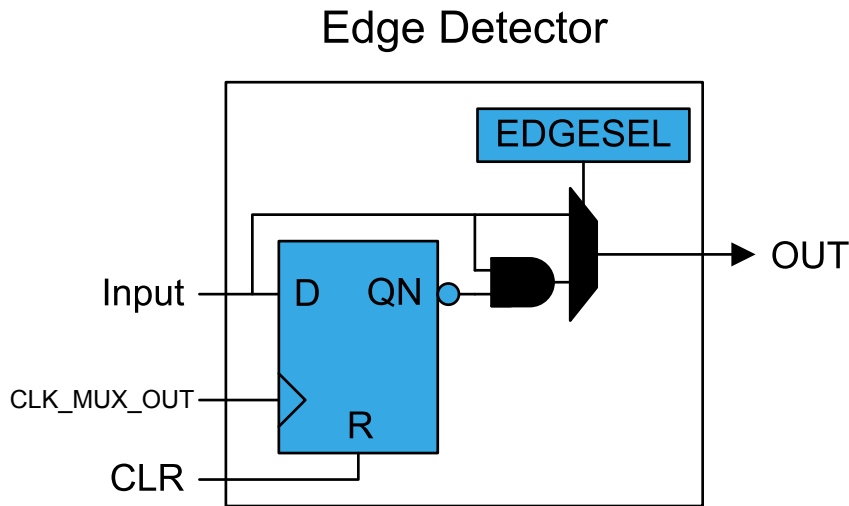 Edge Detector
EDGESEL
OUT
Input
D
QN
CLK_MUX_OUT
R
CLR